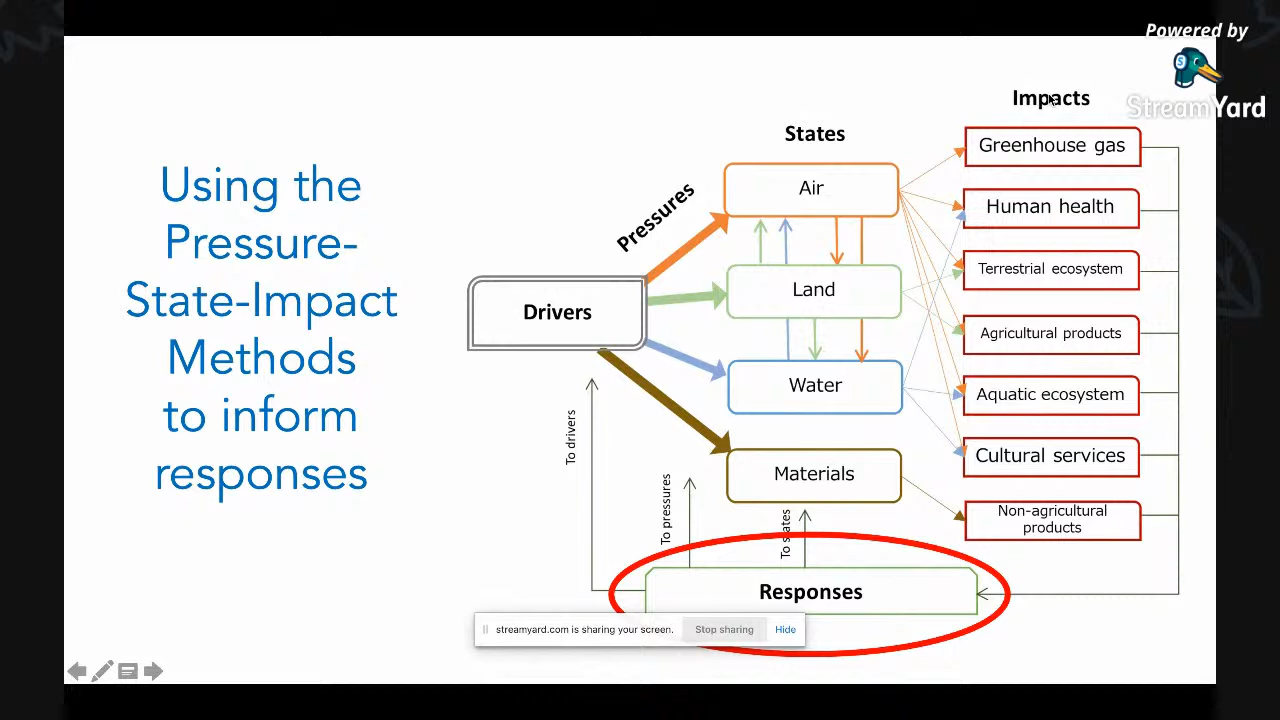 Powered by
StreamYard
Using the
Pressure-
State-Impact
Methods
to inform
responses
Impacts
States
Pressures
Drivers
Air
Land
Water
Materials
Greenhouse gas
Human health
Terrestrial ecosystem
Agricultural products
Aquatic ecosystem
Cultural services
Non-agricultural
products
To drivers
To pressures
To states
Responses
streamyard.com is sharing your screen.
Stop sharing
Hide